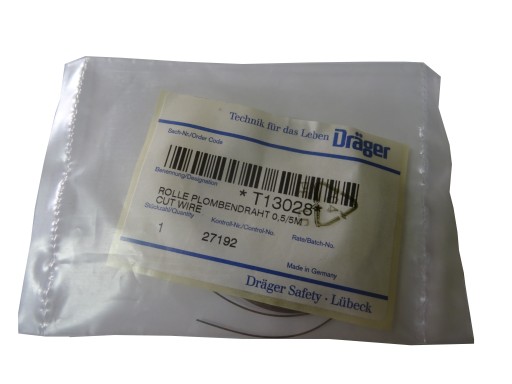 Technik für das Leben Dräger
Sach-Nr./Order Code
Benennung/Designation
* T13028*
ROLLE PLOMBENDRAHT 0,5/5M
CUT WIRE
Stückzahl/Quantity Kontroll-Nr./Control-No. Rate/Batch-No.
1 27192
Made in Germany
Dräger Safety · Lübeck